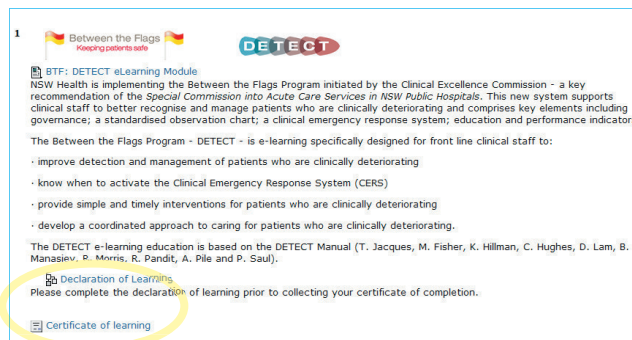 1
Between the Flags
Keeping patients safe
DETECT
BTF: DETECT eLearning Module
NSW Health is implementing the Between the Flags Program initiated by the Clinical Excellence Commission - a key
recommendation of the Special Commission into Acute Care Services in NSW Public Hospitals. This new system supports
clinical staff to better recognise and manage patients who are clinically deteriorating and comprises key elements including
governance; a standardised observation chart; a clinical emergency response system; education and performance indicator
The Between the Flags Program - DETECT - is e-learning specifically designed for front line clinical staff to:
· improve detection and management of patients who are clinically deteriorating
· know when to activate the Clinical Emergency Response System (CERS)
· provide simple and timely interventions for patients who are clinically deteriorating
· develop a coordinated approach to caring for patients who are clinically deteriorating.
The DETECT e-learning education is based on the DETECT Manual (T. Jacques, M. Fisher, K. Hillman, C. Hughes, D. Lam, B.
Manasiev, R. Morris, R. Pandit, A. Pile and P. Saul).
Declaration of Learning
Please complete the declaration of learning prior to collecting your certificate of completion.
Certificate of learning